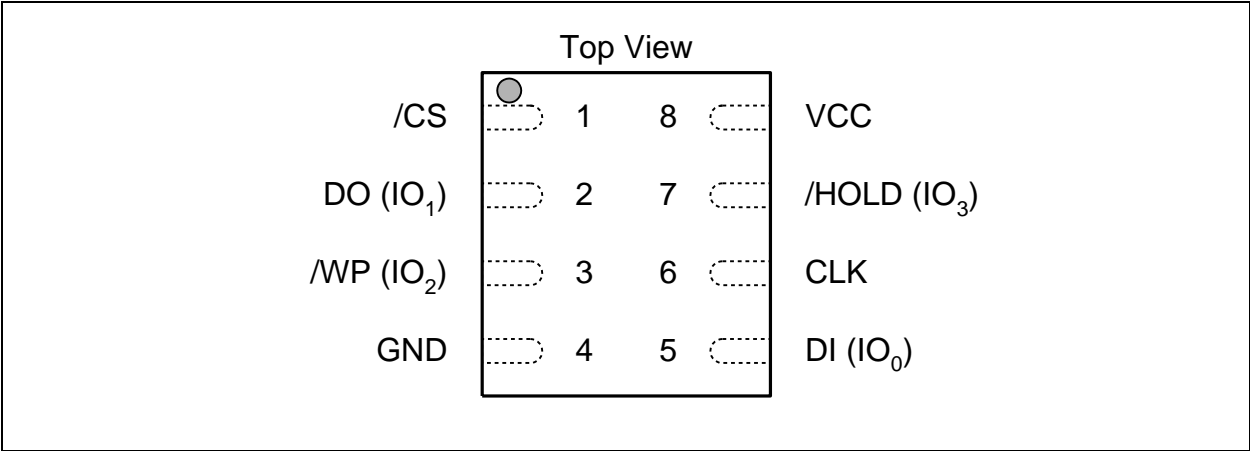 Top View
/CS 1 8 VCC
DO (IO₁) 2 7 /HOLD (IO₃)
/WP (IO₂) 3 6 CLK
GND 4 5 DI (IO₀)